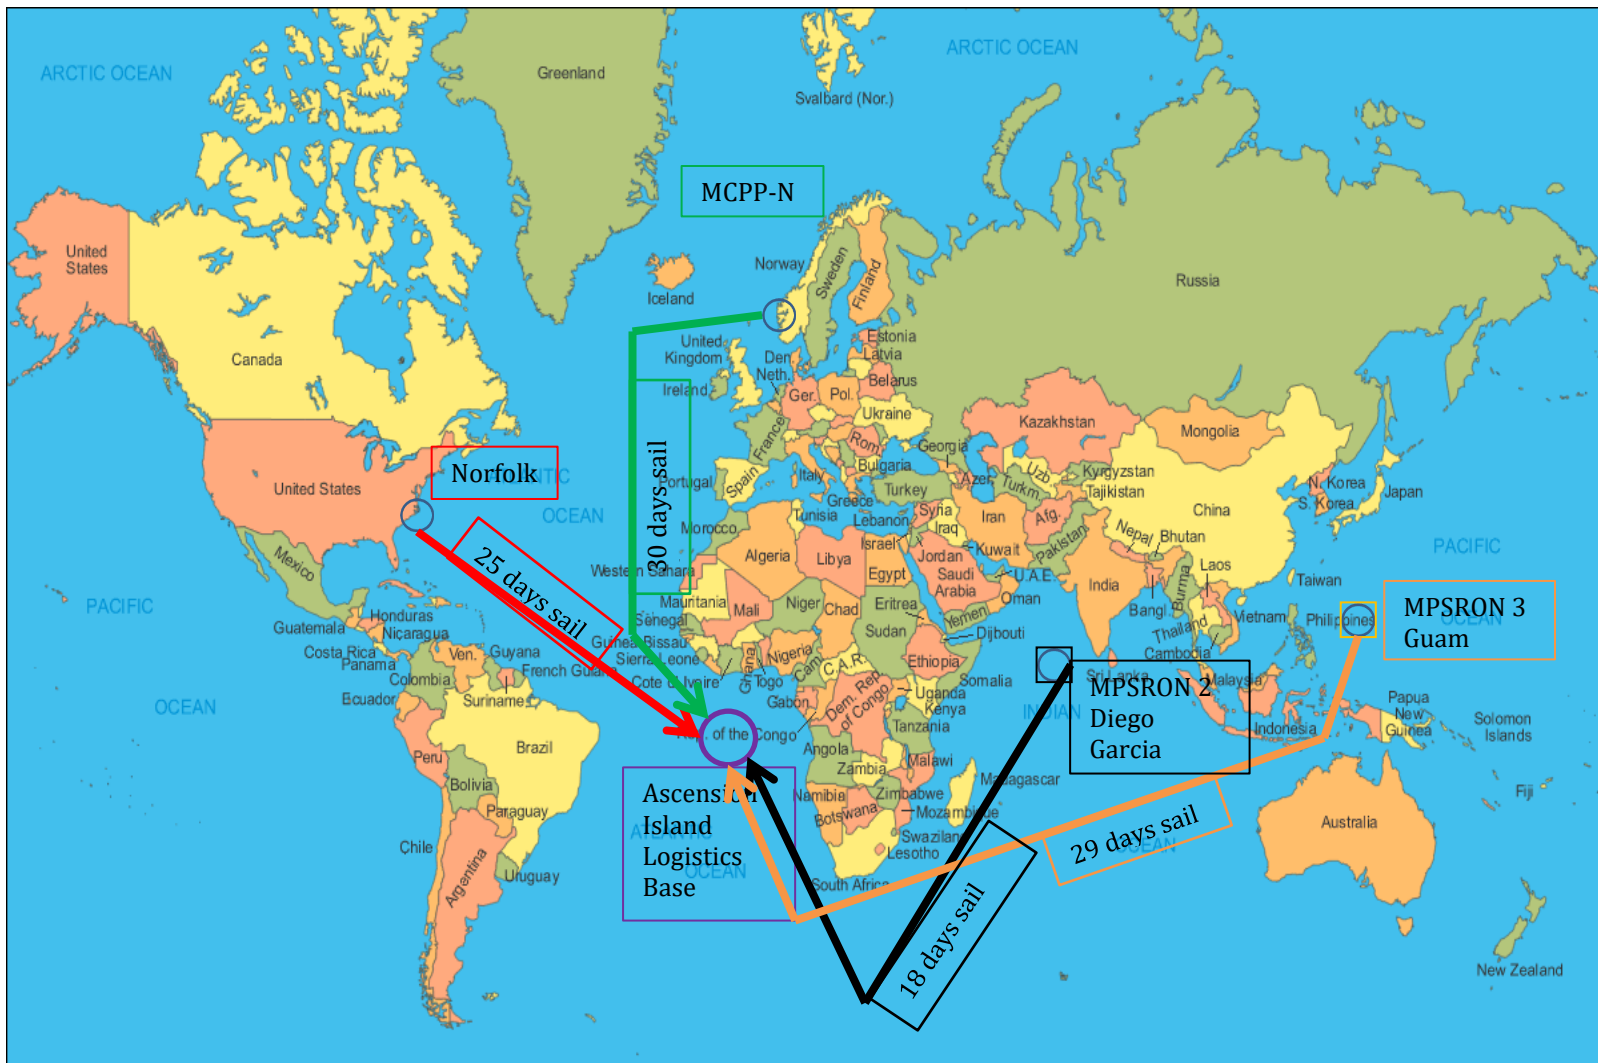 ARCTIC OCEAN
ARCTIC OCEAN
Greenland
Svalbard (Nor.)
MCPP-N
United
States
Norway
Sweden
Finland
Russia
Iceland
Canada
United
Kingdom
Den.
Neth.
Estonia
Latvia
Belarus
Ireland
Ger.
Pol.
Ukraine
Kazakhstan
Mongolia
France
Rom.
Georgia
Bulgaria
Norfolk
ATLANTIC
OCEAN
United States
30 days sail
Portugal
Spain
Italy
Greece
Turkey
Azer.
Uzb.
Turkm.
Kyrgyzstan
Tajikistan
N. Korea
S. Korea
Japan
China
Tunisia
Lebanon
Syria
Iraq
Iran
Afg.
Morocco
Israel
Jordan
Kuwait
Pakistan
Nepal
Bhutan
PACIFIC
OCEAN
Mexico
25 days sail
Western Sahara
Algeria
Libya
Egypt
Saudi
Arabia
U.A.E.
Oman
India
Bangl.
Burma
Laos
Taiwan
PACIFIC
OCEAN
Mauritania
Mali
Niger
Chad
Eritrea
Sudan
Yemen
Djibouti
Thailand
Vietnam
Cambodia
Philippines
MPSRON 3
Guam
Honduras
Guatemala
Nicaragua
Costa Rica
Panama
Senegal
Guinea Bissau
Sierra Leone
Cote d'Ivoire
Ghana
Togo
Nigeria
Cam.
C.A.R.
Ethiopia
Somalia
Sri Lanka
Malaysia
Ven.
Guyana
French Guiana
Suriname
Colombia
Ecuador
Gabon
Rep. of the Congo
Dem. Rep.
of Congo
Uganda
Kenya
Tanzania
INDIAN
OCEAN
MPSRON 2
Diego
Garcia
Indonesia
Papua
New
Guinea
Solomon
Islands
Peru
Brazil
Bolivia
Paraguay
Chile
Argentina
Uruguay
Ascension
Island
Logistics
Base
ATLANTIC
OCEAN
Angola
Zambia
Malawi
Namibia
Botswana
Zimbabwe
Mozambique
Madagascar
Swaziland
Lesotho
South Africa
18 days sail
29 days sail
Australia
Fiji
New Zealand